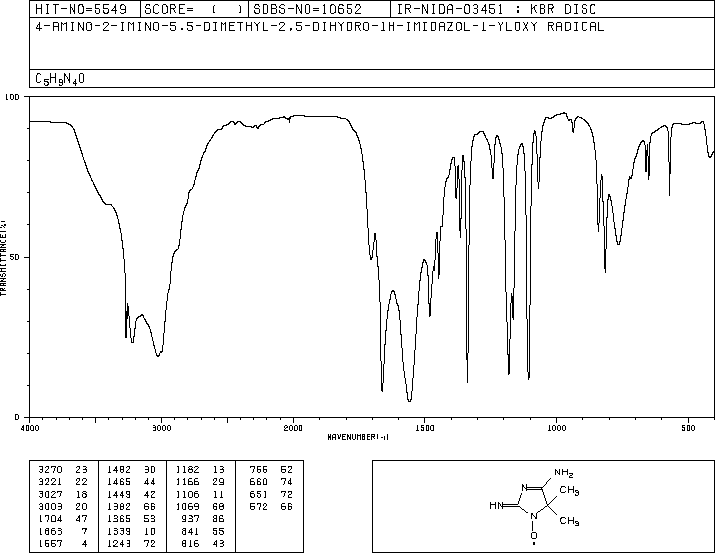 HIT-NO=5549 SCORE= ( ) SDBS-NO=10652 IR-NIDA-03451 : KBR DISC
4-AMINO-2-IMINO-5,5-DIMETHYL-2,5-DIHYDRO-1H-IMIDAZOL-1-YLOXY RADICAL
C5H9N4O
100
50
0
TRANSMITTANCE(%)
4000 3000 2000 1500 1000 500
WAVENUMBER(-1)
3270 23 1482 30 1182 13 766 52
3221 22 1465 44 1166 29 660 74
3027 18 1449 42 1106 11 651 72
3003 20 1382 66 1069 68 572 66
1704 47 1365 53 937 86
1663 7 1339 10 841 55
1557 4 1243 72 816 43
NH2
N
CH3
HN
CH3
N
O